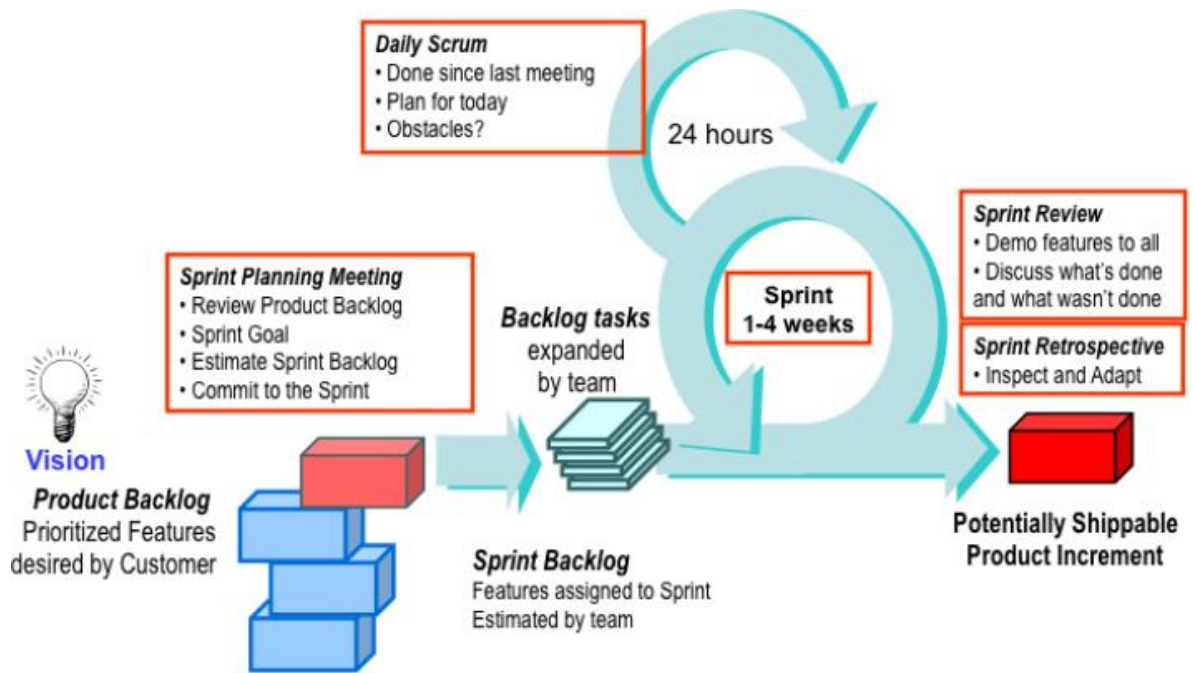 Daily Scrum
• Done since last meeting
• Plan for today
• Obstacles?
24 hours
Sprint Planning Meeting
• Review Product Backlog
• Sprint Goal
• Estimate Sprint Backlog
• Commit to the Sprint
Backlog tasks
expanded
by team
Sprint
1-4 weeks
Sprint Review
• Demo features to all
• Discuss what's done
and what wasn't done
Sprint Retrospective
• Inspect and Adapt
Vision
Product Backlog
Prioritized Features
desired by Customer
Sprint Backlog
Features assigned to Sprint
Estimated by team
Potentially Shippable
Product Increment